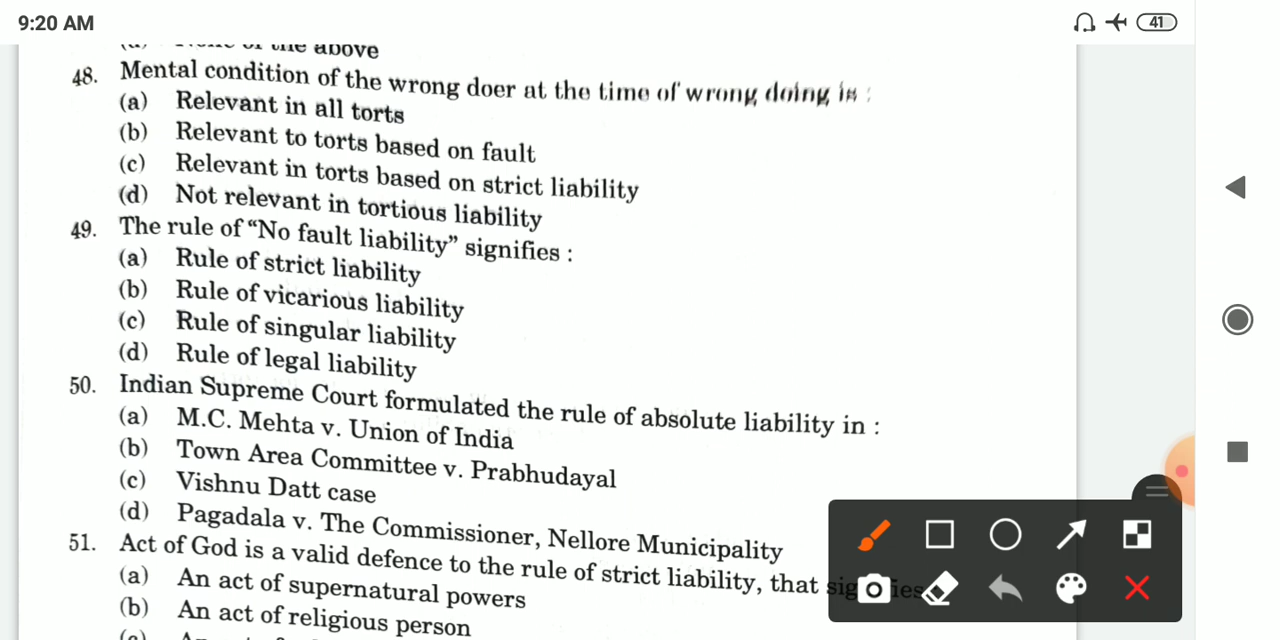 9:20 AM
41
the above
48. Mental condition of the wrong doer at the time of wrong doing is :
(a) Relevant in all torts
(b) Relevant to torts based on fault
(c) Relevant in torts based on strict liability
(d) Not relevant in tortious liability
49. The rule of “No fault liability” signifies :
(a) Rule of strict liability
(b) Rule of vicarious liability
(c) Rule of singular liability
(d) Rule of legal liability
50. Indian Supreme Court formulated the rule of absolute liability in :
(a) M.C. Mehta v. Union of India
(b) Town Area Committee v. Prabhudayal
(c) Vishnu Datt case
(d) Pagadala v. The Commissioner, Nellore Municipality
51. Act of God is a valid defence to the rule of strict liability, that
(a) An act of supernatural powers
(b) An act of religious person